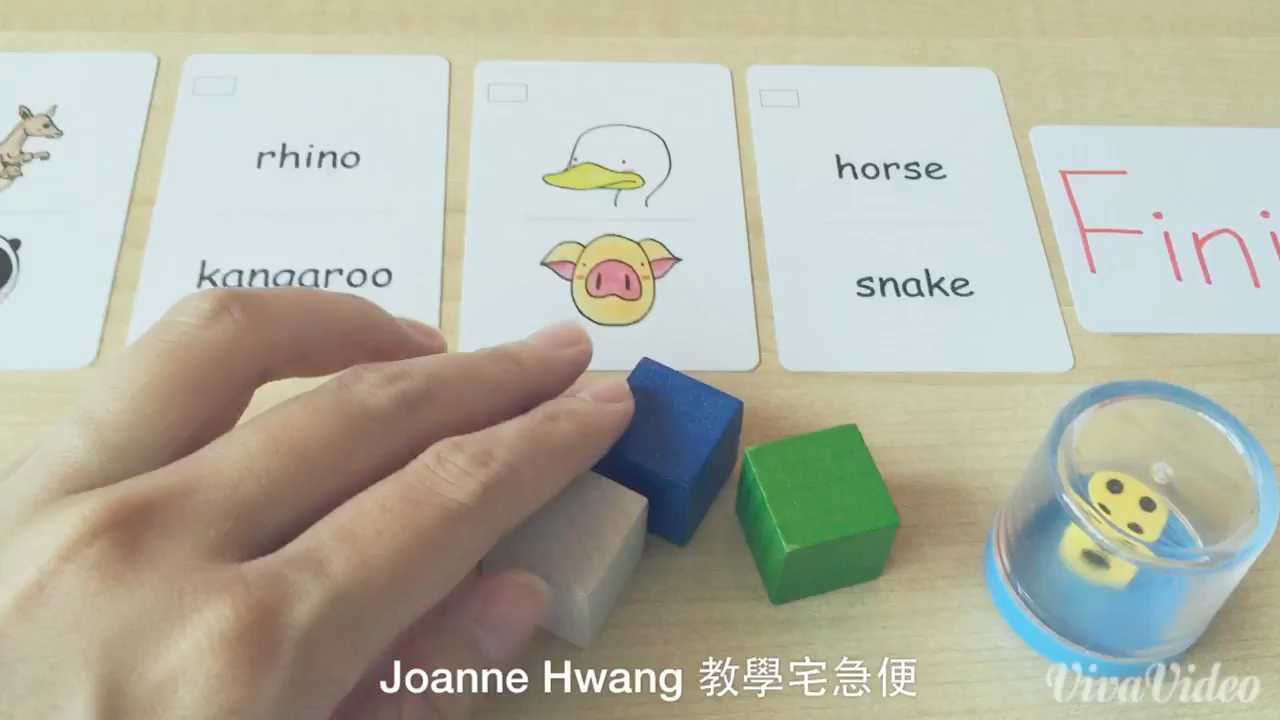 rhino
kangaroo
horse
snake
Fini
Joanne Hwang 教學宅急便
VivaVideo